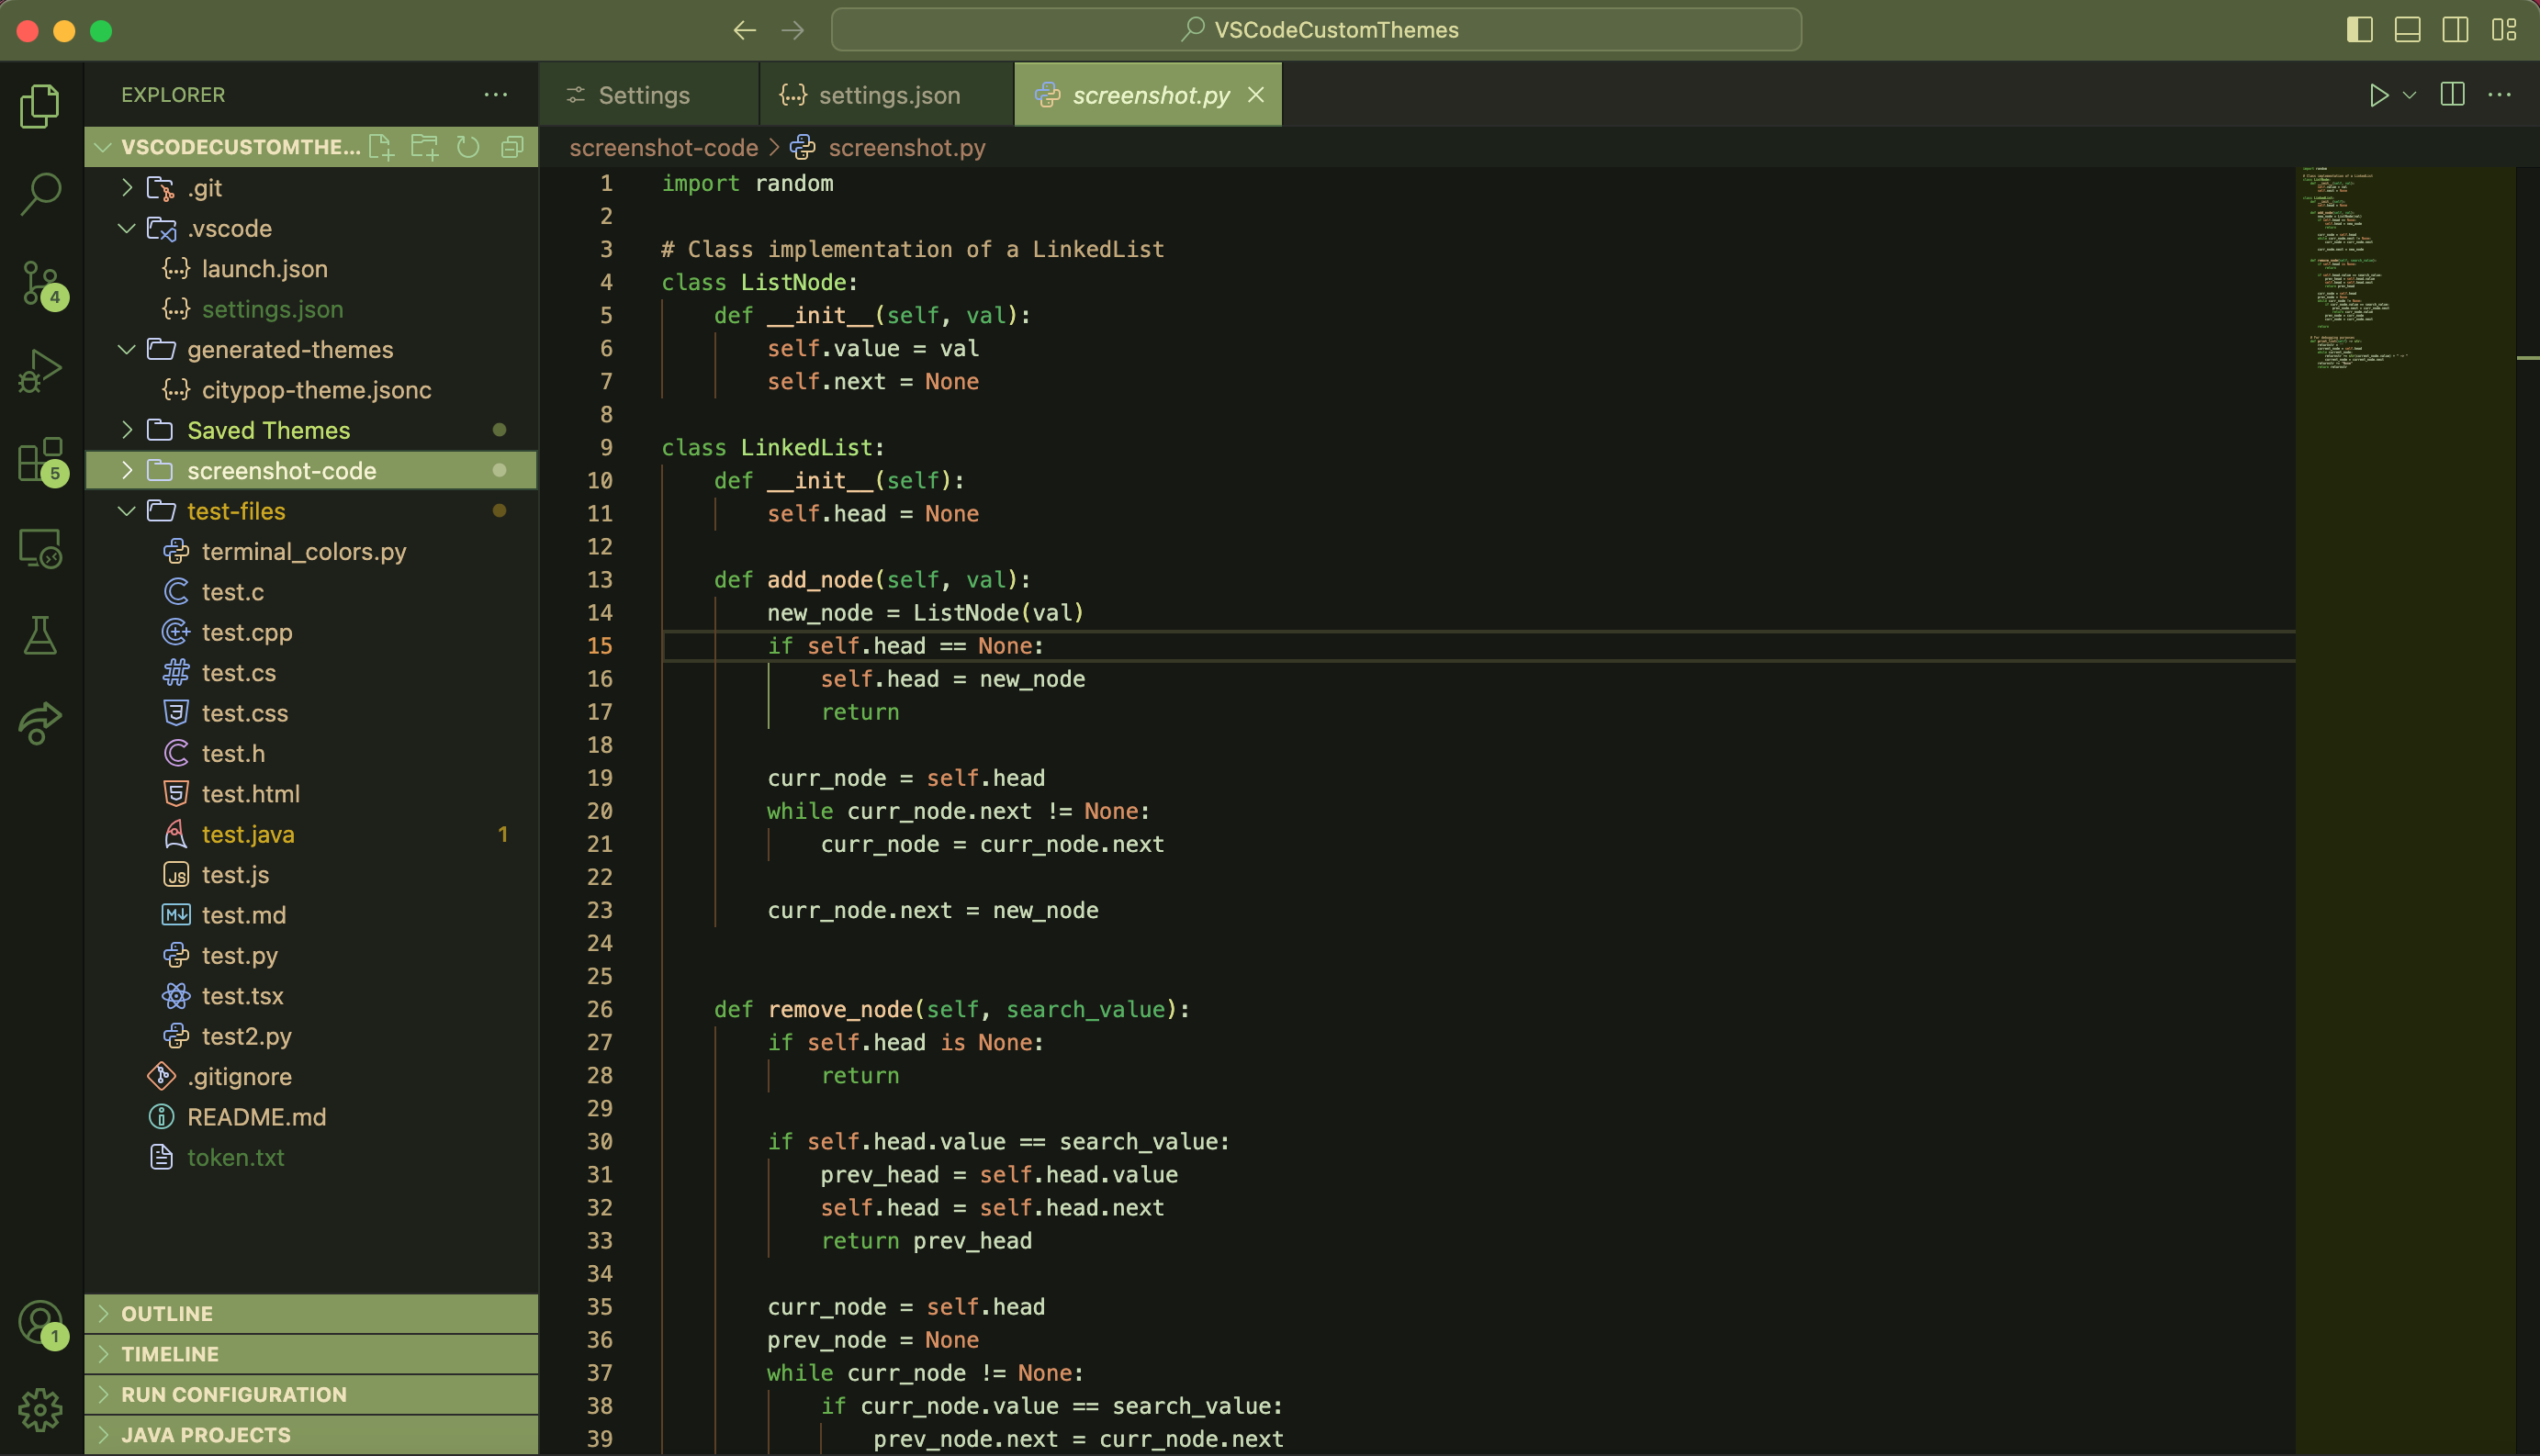 VSCodeCustomThemes
EXPLORER
VSCODECUSTOMTHE...
.git
.vscode
launch.json
settings.json
generated-themes
citypop-theme.jsonc
Saved Themes
screenshot-code
test-files
terminal_colors.py
test.c
test.cpp
test.cs
test.css
test.h
test.html
test.java 1
test.js
test.md
test.py
test.tsx
test2.py
.gitignore
README.md
token.txt
OUTLINE
TIMELINE
RUN CONFIGURATION
JAVA PROJECTS
4
5
1
Settings
settings.json
screenshot.py
screenshot-code > screenshot.py
1 import random
2
3 # Class implementation of a LinkedList
4 class ListNode:
5     def __init__(self, val):
6         self.value = val
7         self.next = None
8
9 class LinkedList:
10     def __init__(self):
11         self.head = None
12
13     def add_node(self, val):
14         new_node = ListNode(val)
15         if self.head == None:
16             self.head = new_node
17             return
18
19         curr_node = self.head
20         while curr_node.next != None:
21             curr_node = curr_node.next
22
23         curr_node.next = new_node
24
25
26     def remove_node(self, search_value):
27         if self.head is None:
28             return
29
30         if self.head.value == search_value:
31             prev_head = self.head.value
32             self.head = self.head.next
33             return prev_head
34
35         curr_node = self.head
36         prev_node = None
37         while curr_node != None:
38             if curr_node.value == search_value:
39                 prev_node.next = curr_node.next